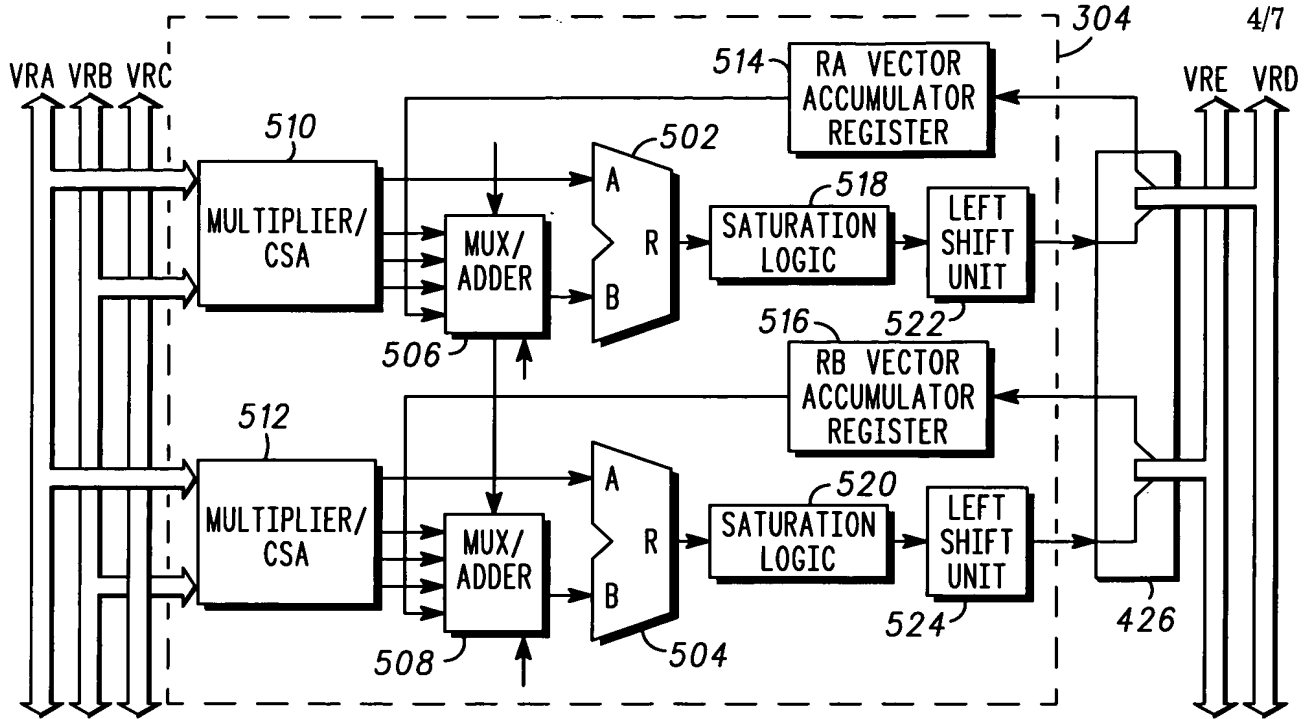 304
4/7
VRA VRB VRC
VRE VRD
514
RA VECTOR
ACCUMULATOR
REGISTER
510
MULTIPLIER/
CSA
502
A
R
B
MUX/
ADDER
506
518
SATURATION
LOGIC
LEFT
SHIFT
UNIT
522
516
RB VECTOR
ACCUMULATOR
REGISTER
512
MULTIPLIER/
CSA
A
R
B
504
MUX/
ADDER
508
520
SATURATION
LOGIC
LEFT
SHIFT
UNIT
524
426